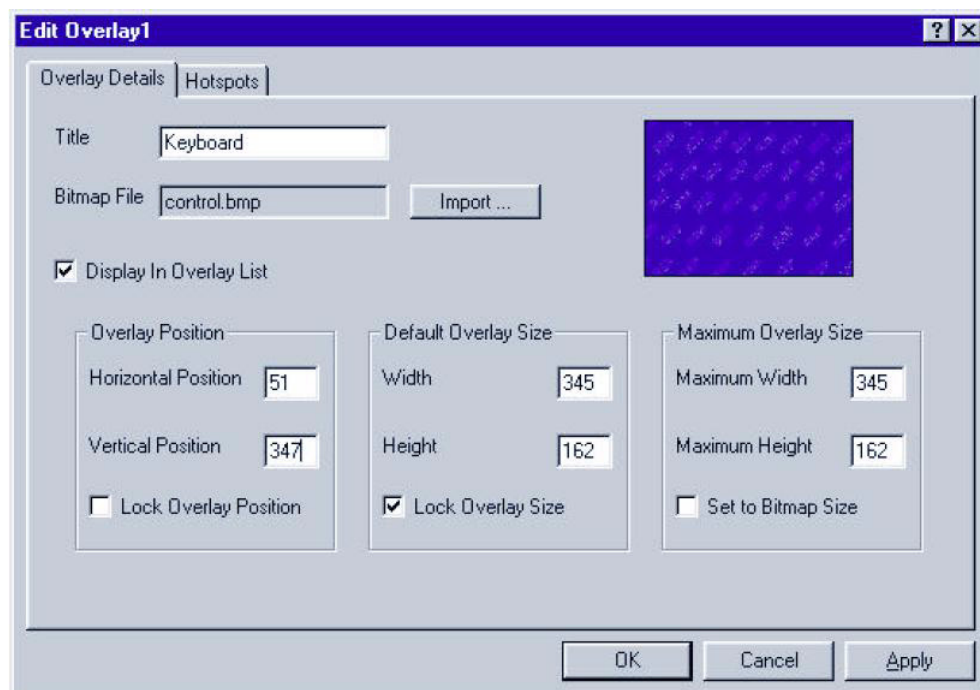 Edit Overlay1
Overlay Details Hotspots
Title Keyboard
Bitmap File control.bmp Import ...
Display In Overlay List
Overlay Position Default Overlay Size Maximum Overlay Size
Horizontal Position 51 Width 345 Maximum Width 345
Vertical Position 347 Height 162 Maximum Height 162
Lock Overlay Position Lock Overlay Size Set to Bitmap Size
OK Cancel Apply